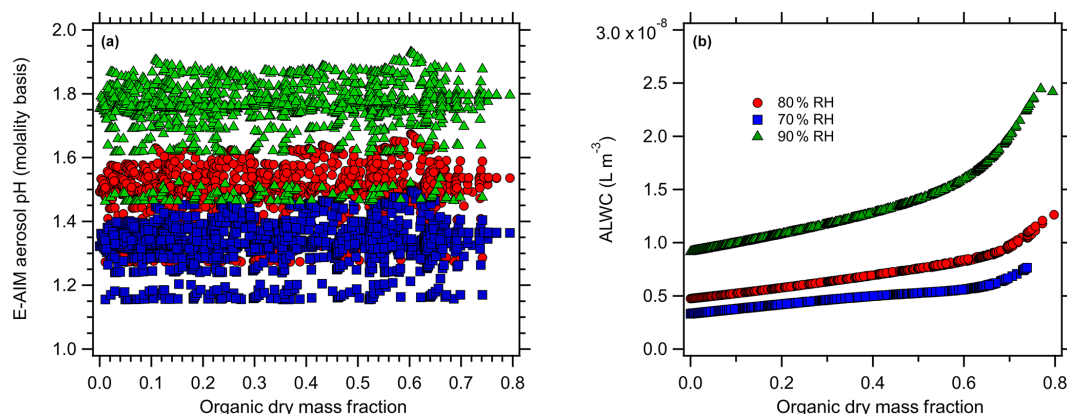 (a)
E-AIM aerosol pH (molality basis)
2.0
1.8
1.6
1.4
1.2
1.0
0.0 0.1 0.2 0.3 0.4 0.5 0.6 0.7 0.8
Organic dry mass fraction
(b)
ALWC (L m⁻³)
3.0 x 10⁻⁸
2.5
2.0
1.5
1.0
0.5
0.0
80 % RH
70 % RH
90 % RH
0.0 0.2 0.4 0.6 0.8
Organic dry mass fraction